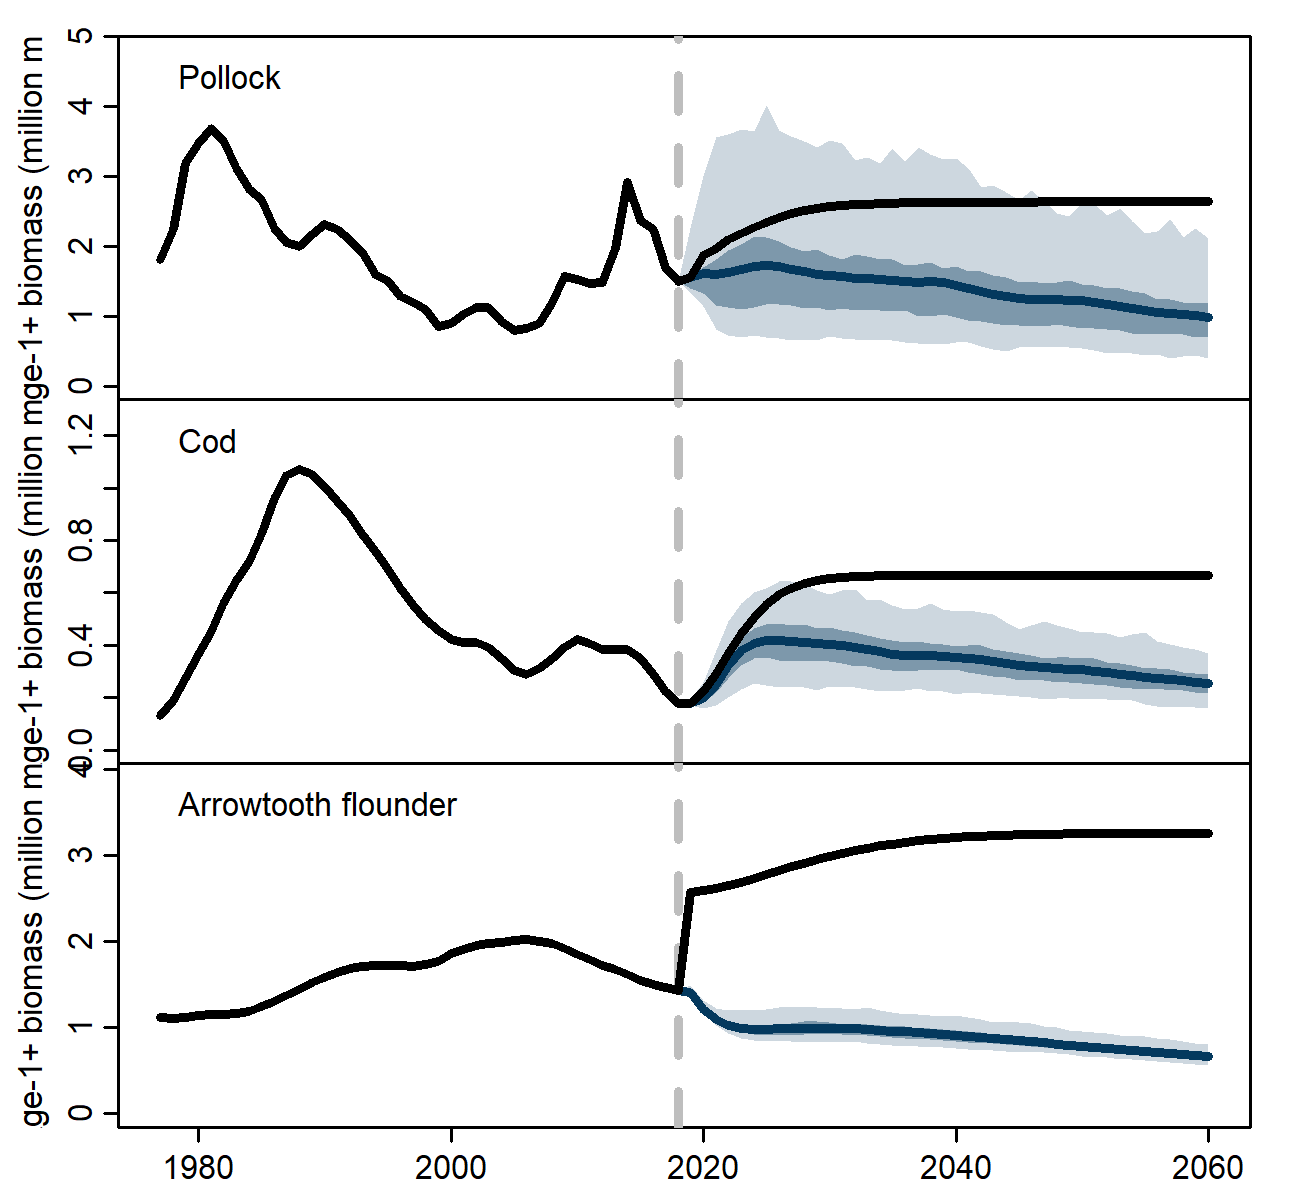 ge-1+ biomass (million m
5
4
3
2
1
0
Pollock
ge-1+ biomass (million m
1.2
0.8
0.4
0.0
Cod
ge-1+ biomass (million m
4
3
2
1
0
Arrowtooth flounder
1980 2000 2020 2040 2060